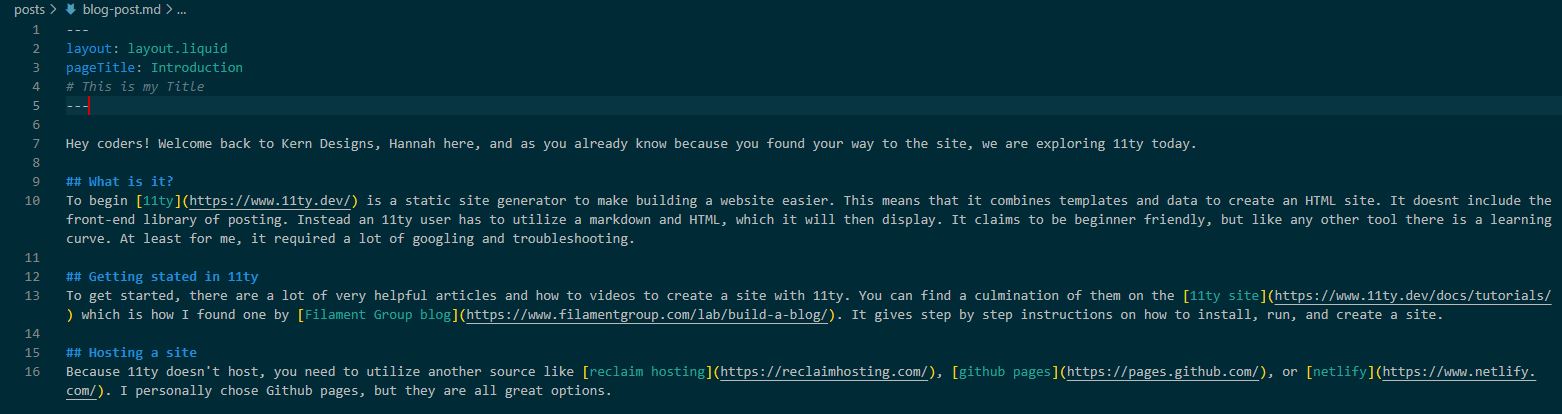 posts > blog-post.md > ...
1 ---
2 layout: layout.liquid
3 pageTitle: Introduction
4 # This is my Title
5 ---
6
7 Hey coders! Welcome back to Kern Designs, Hannah here, and as you already know because you found your way to the site, we are exploring 11ty today.
8
9 ## What is it?
10 To begin [11ty](https://www.11ty.dev/) is a static site generator to make building a website easier. This means that it combines templates and data to create an HTML site. It doesnt include the
front-end library of posting. Instead an 11ty user has to utilize a markdown and HTML, which it will then display. It claims to be beginner friendly, but like any other tool there is a learning
curve. At least for me, it required a lot of googling and troubleshooting.
11
12 ## Getting stated in 11ty
13 To get started, there are a lot of very helpful articles and how to videos to create a site with 11ty. You can find a culmination of them on the [11ty site](https://www.11ty.dev/docs/tutorials/
) which is how I found one by [Filament Group blog](https://www.filamentgroup.com/lab/build-a-blog/). It gives step by step instructions on how to install, run, and create a site.
14
15 ## Hosting a site
16 Because 11ty doesn't host, you need to utilize another source like [reclaim hosting](https://reclaimhosting.com/), [github pages](https://pages.github.com/), or [netlify](https://www.netlify.
com/). I personally chose Github pages, but they are all great options.